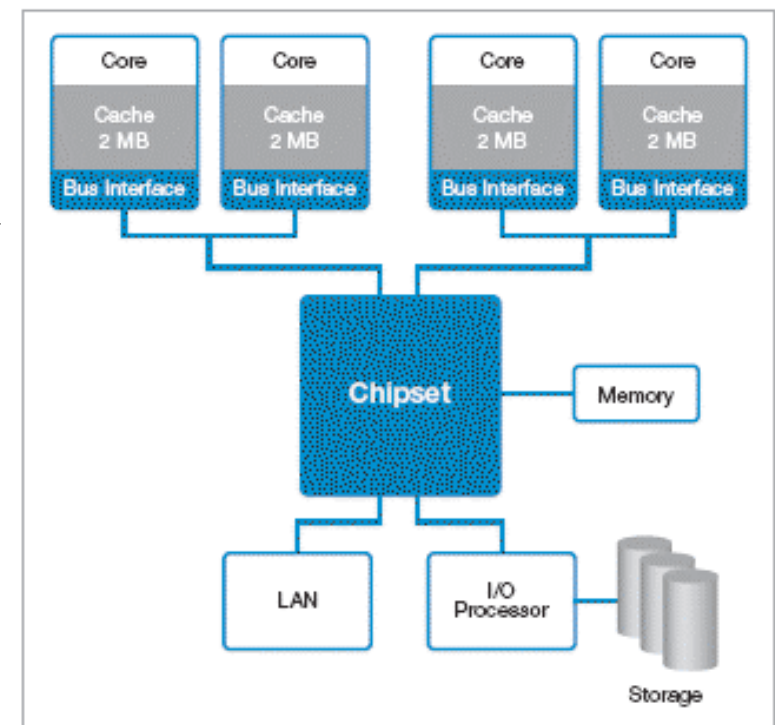 Core
Core
Core
Core
Cache
2 MB
Cache
2 MB
Cache
2 MB
Cache
2 MB
Bus Interface
Bus Interface
Bus Interface
Bus Interface
Chipset
Memory
LAN
I/O
Processor
Storage